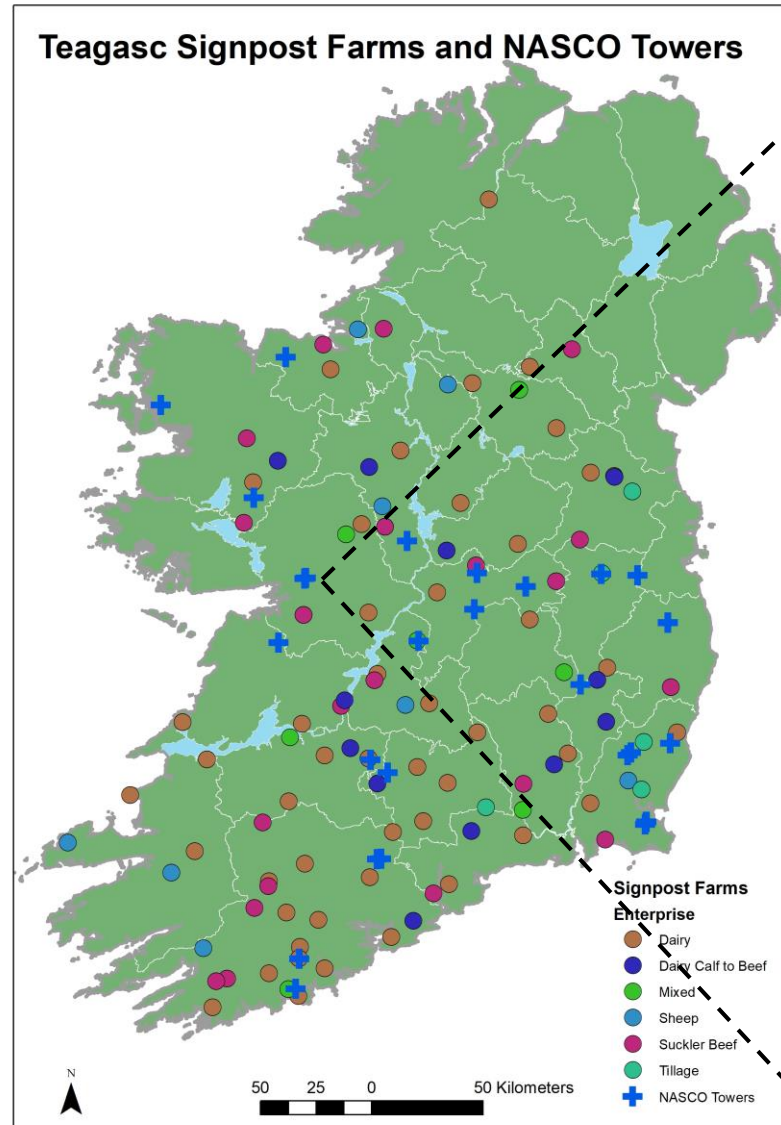 Teagasc Signpost Farms and NASCO Towers
Signpost Farms
Enterprise
Dairy
Dairy Calf to Beef
Mixed
Sheep
Suckler Beef
Tillage
NASCO Towers
N
50 25 0 50 Kilometers